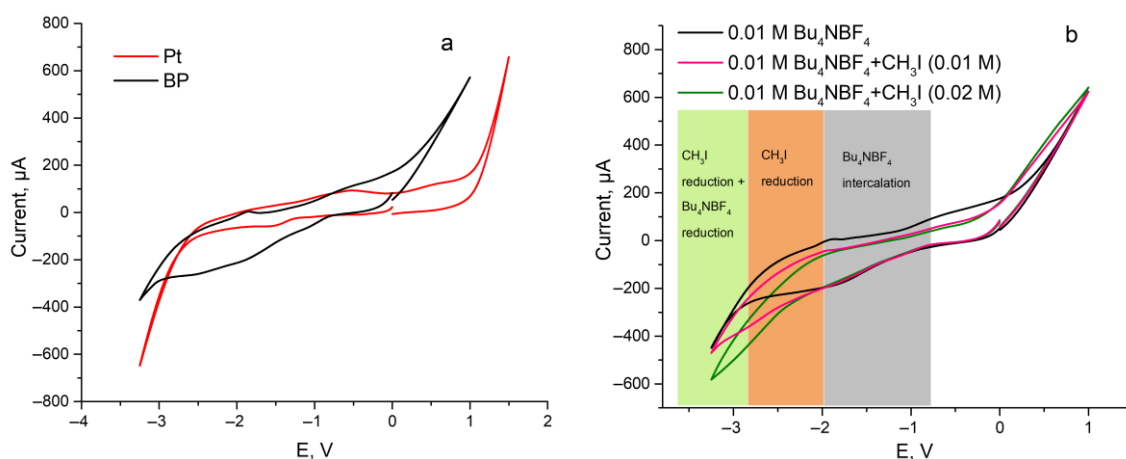 a
Pt
BP
800
600
400
200
0
–200
–400
–600
–800
Current, µA
–4
–3
–2
–1
0
1
2
E, V
b
0.01 M Bu₄NBF₄
0.01 M Bu₄NBF₄+CH₃I (0.01 M)
0.01 M Bu₄NBF₄+CH₃I (0.02 M)
CH₃I
reduction +
Bu₄NBF₄
reduction
CH₃I
reduction
Bu₄NBF₄
intercalation
800
600
400
200
0
–200
–400
–600
Current, µA
–3
–2
–1
0
1
E, V